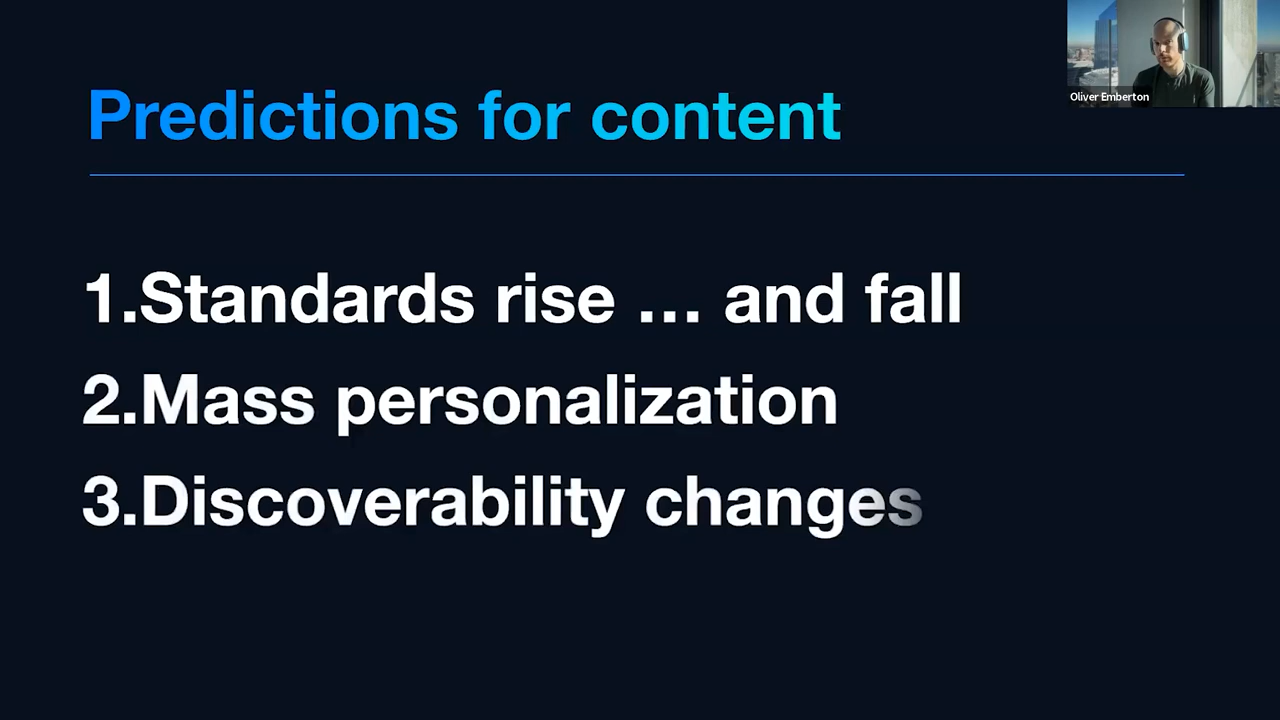 Predictions for content
Oliver Emberton
1.Standards rise … and fall
2.Mass personalization
3.Discoverability changes